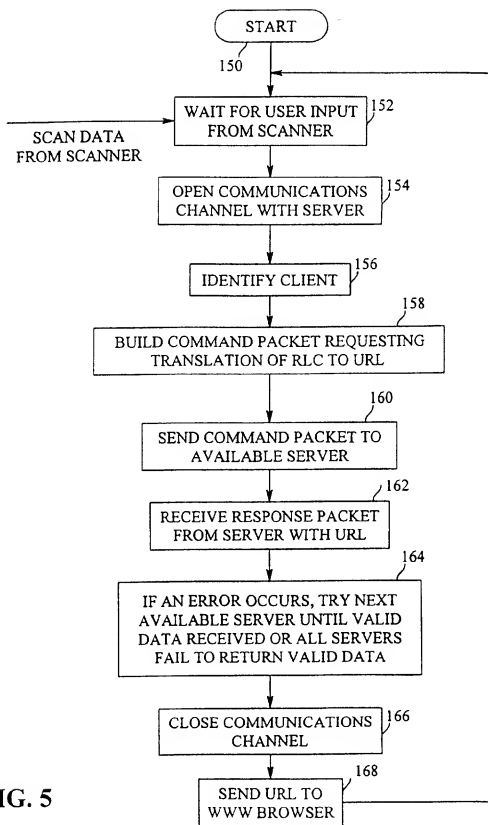 START
150
WAIT FOR USER INPUT
FROM SCANNER
152
SCAN DATA
FROM SCANNER
OPEN COMMUNICATIONS
CHANNEL WITH SERVER
154
IDENTIFY CLIENT
156
158
BUILD COMMAND PACKET REQUESTING
TRANSLATION OF RLC TO URL
160
SEND COMMAND PACKET TO
AVAILABLE SERVER
162
RECEIVE RESPONSE PACKET
FROM SERVER WITH URL
164
IF AN ERROR OCCURS, TRY NEXT
AVAILABLE SERVER UNTIL VALID
DATA RECEIVED OR ALL SERVERS
FAIL TO RETURN VALID DATA
CLOSE COMMUNICATIONS
CHANNEL
166
SEND URL TO
WWW BROWSER
168
IG. 5